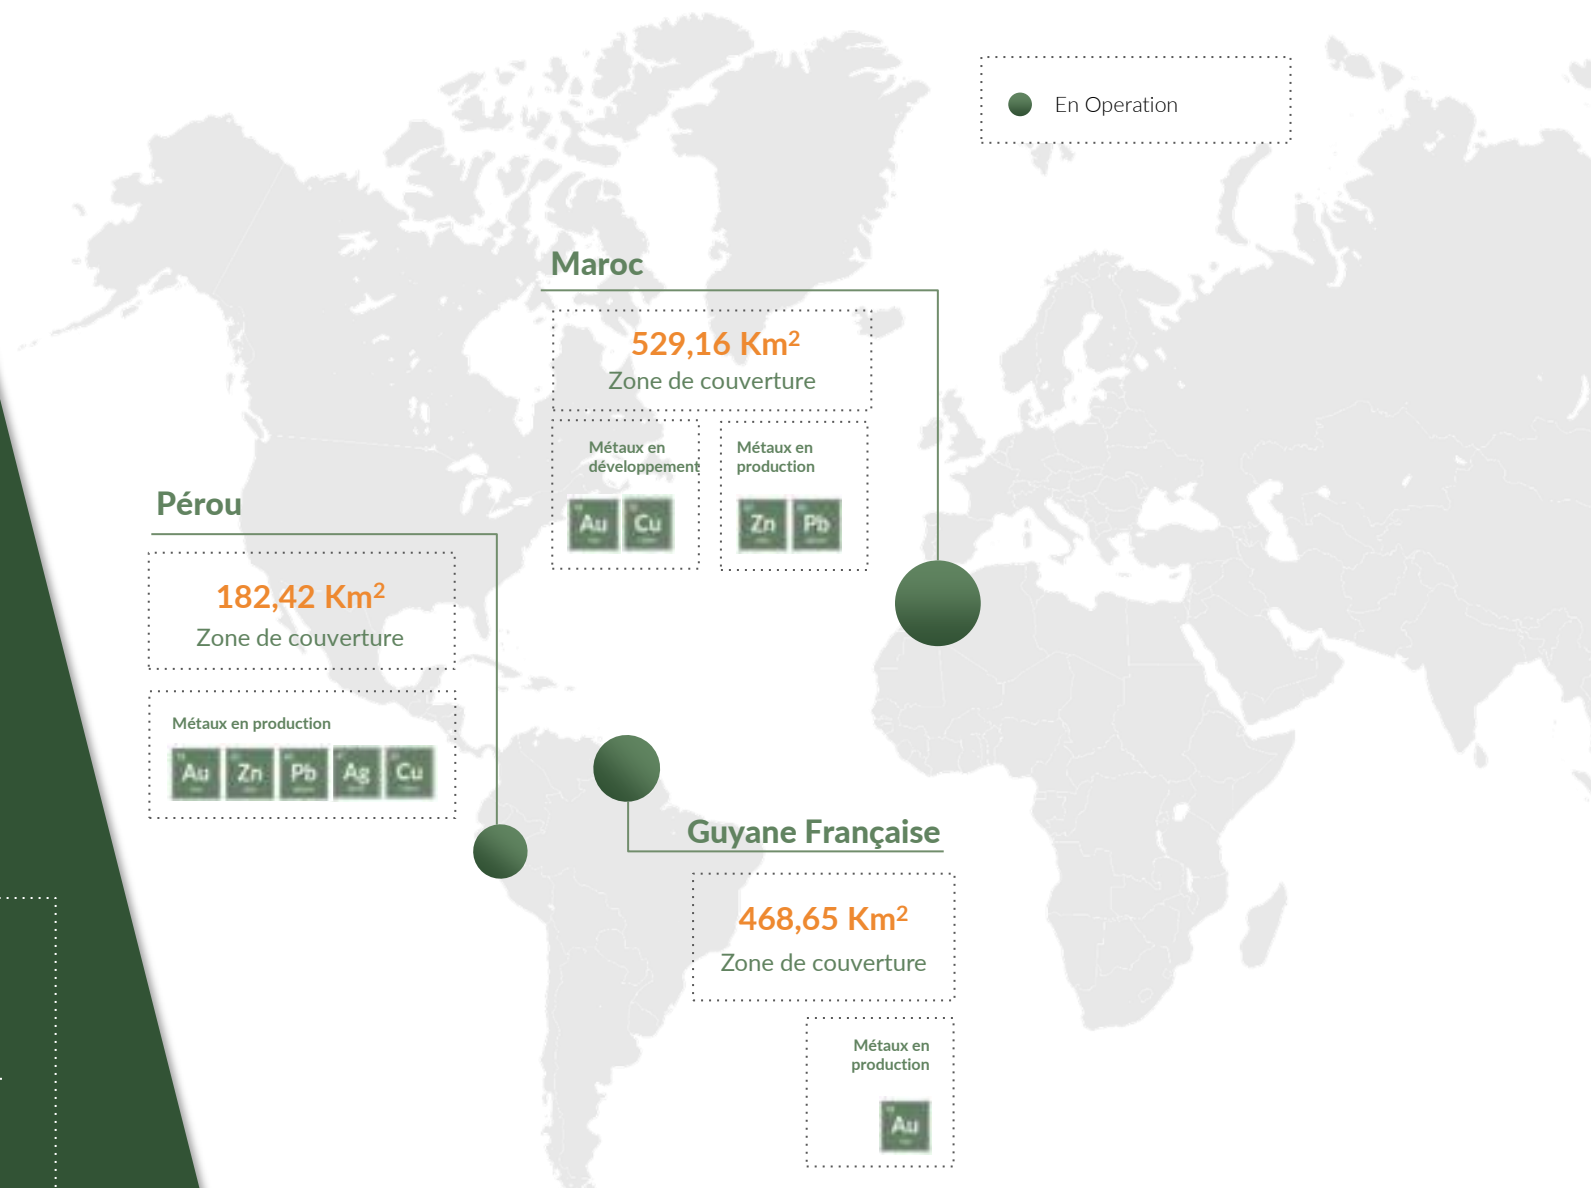 En Operation
Maroc
529,16 Km²
Zone de couverture
Métaux en
développement
Au Cu
Métaux en
production
Zn Pb
Pérou
182,42 Km²
Zone de couverture
Métaux en production
Au Zn Pb Ag Cu
Guyane Française
468,65 Km²
Zone de couverture
Métaux en
production
Au